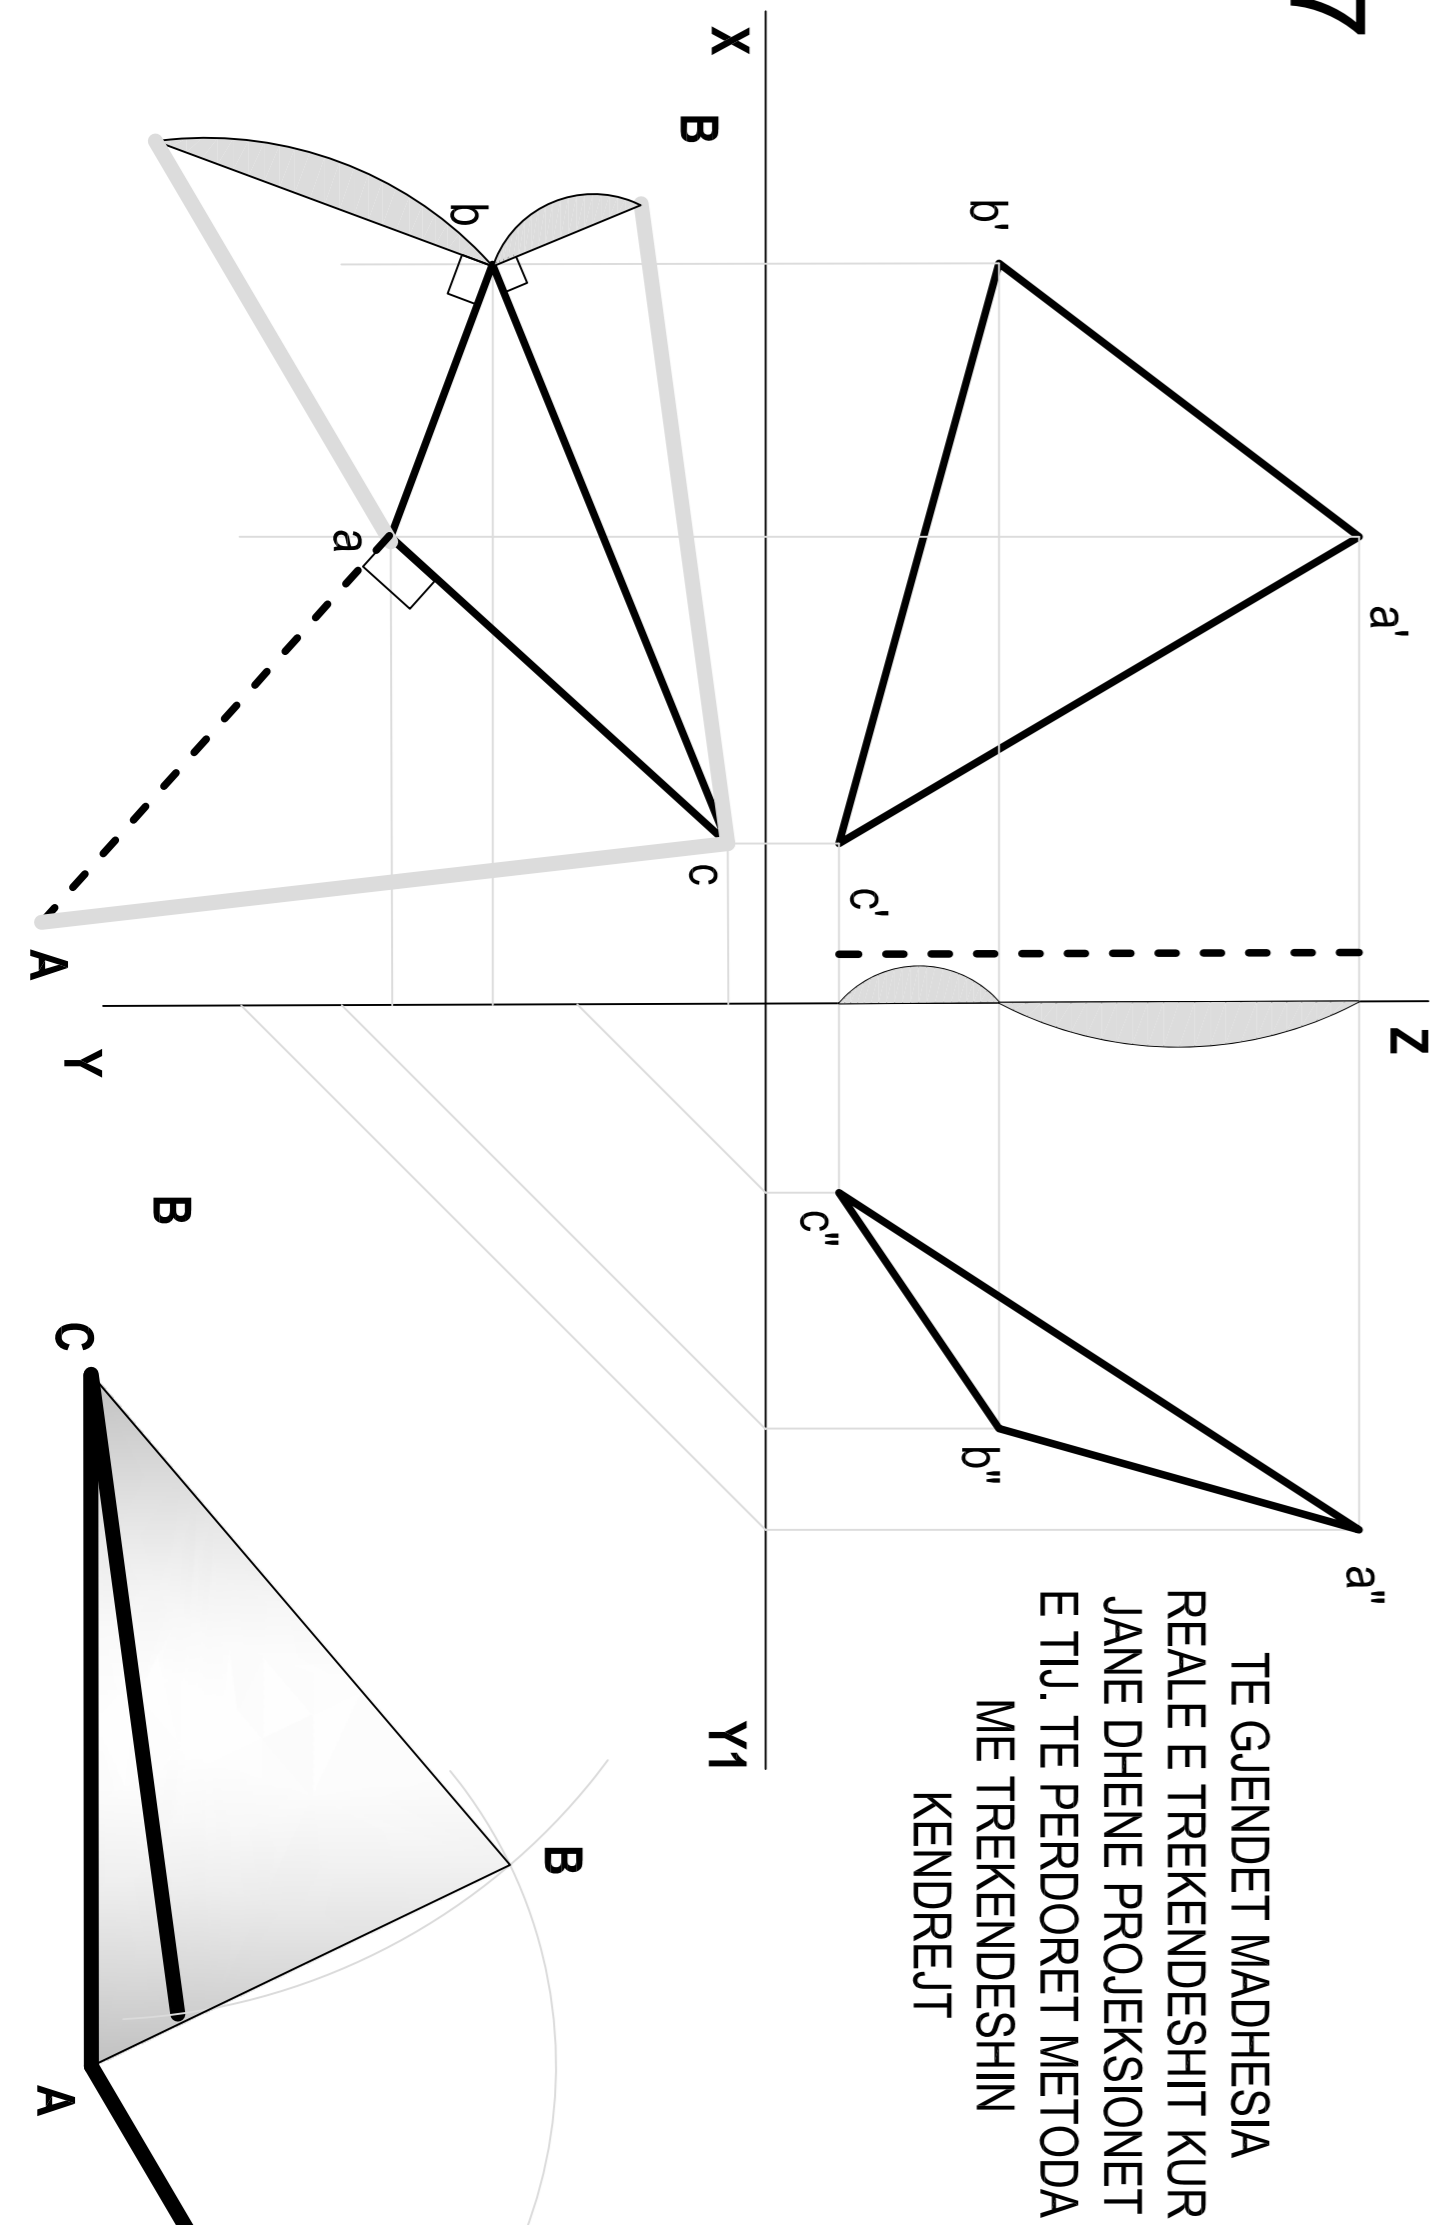 7
TE GJENDET MADHESIA
REALE E TREKENDESHIT KUR
JANE DHENE PROJEKSIONET
E TIJ. TE PERDORET METODA
ME TREKENDESHIN
KENDREJT
a'
Z
a"
b'
b"
c'
c"
X
B
Y1
c
b
B
a
B
Y
C
A
A